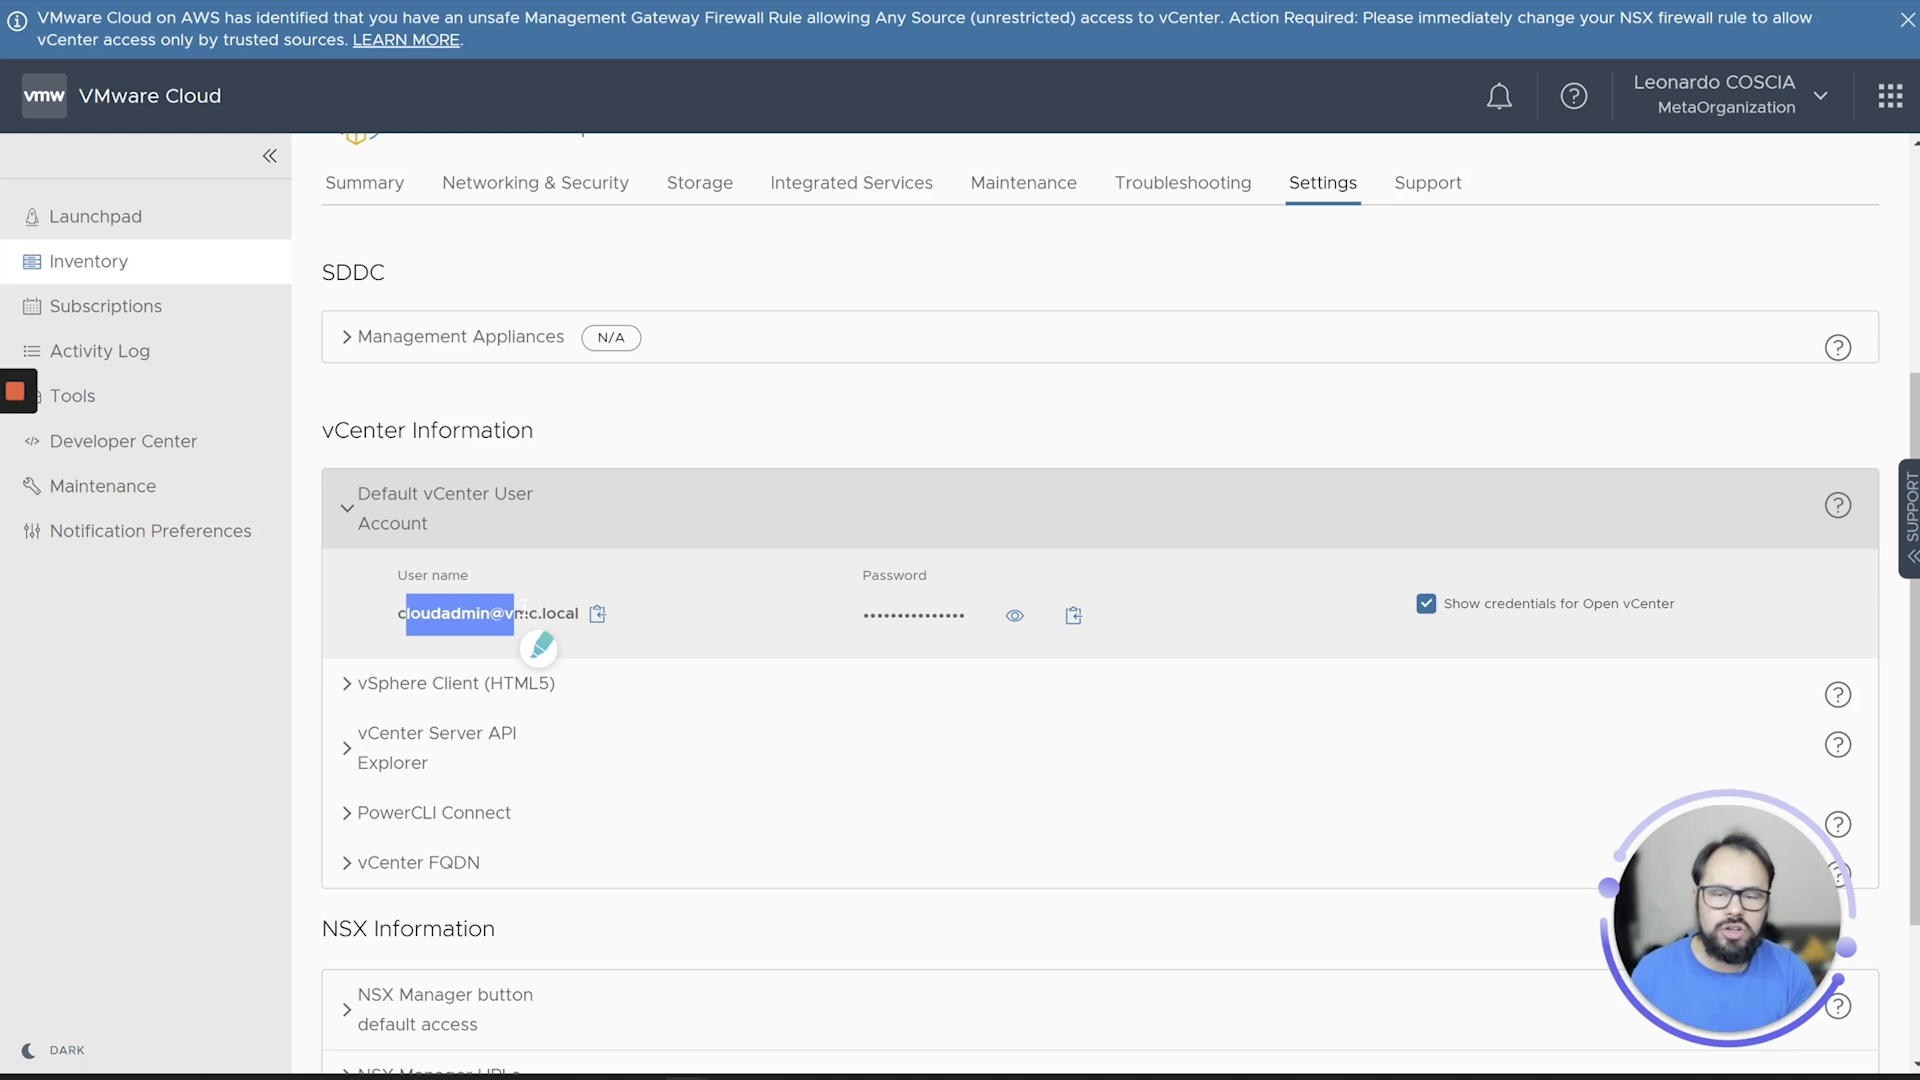 VMware Cloud on AWS has identified that you have an unsafe Management Gateway Firewall Rule allowing Any Source (unrestricted) access to vCenter. Action Required: Please immediately change your NSX firewall rule to allow
vCenter access only by trusted sources. LEARN MORE.
vmw VMware Cloud
Leonardo COSCIA
MetaOrganization
Launchpad
Inventory
Subscriptions
Activity Log
Tools
Developer Center
Maintenance
Notification Preferences
DARK
Summary Networking & Security Storage Integrated Services Maintenance Troubleshooting Settings Support
SDDC
Management Appliances N/A
vCenter Information
Default vCenter User
Account
User name Password
cloudadmin@vmc.local ••••••••••••••• Show credentials for Open vCenter
vSphere Client (HTML5)
vCenter Server API
Explorer
PowerCLI Connect
vCenter FQDN
NSX Information
NSX Manager button
default access
NSX Manager URLs
SUPPORT